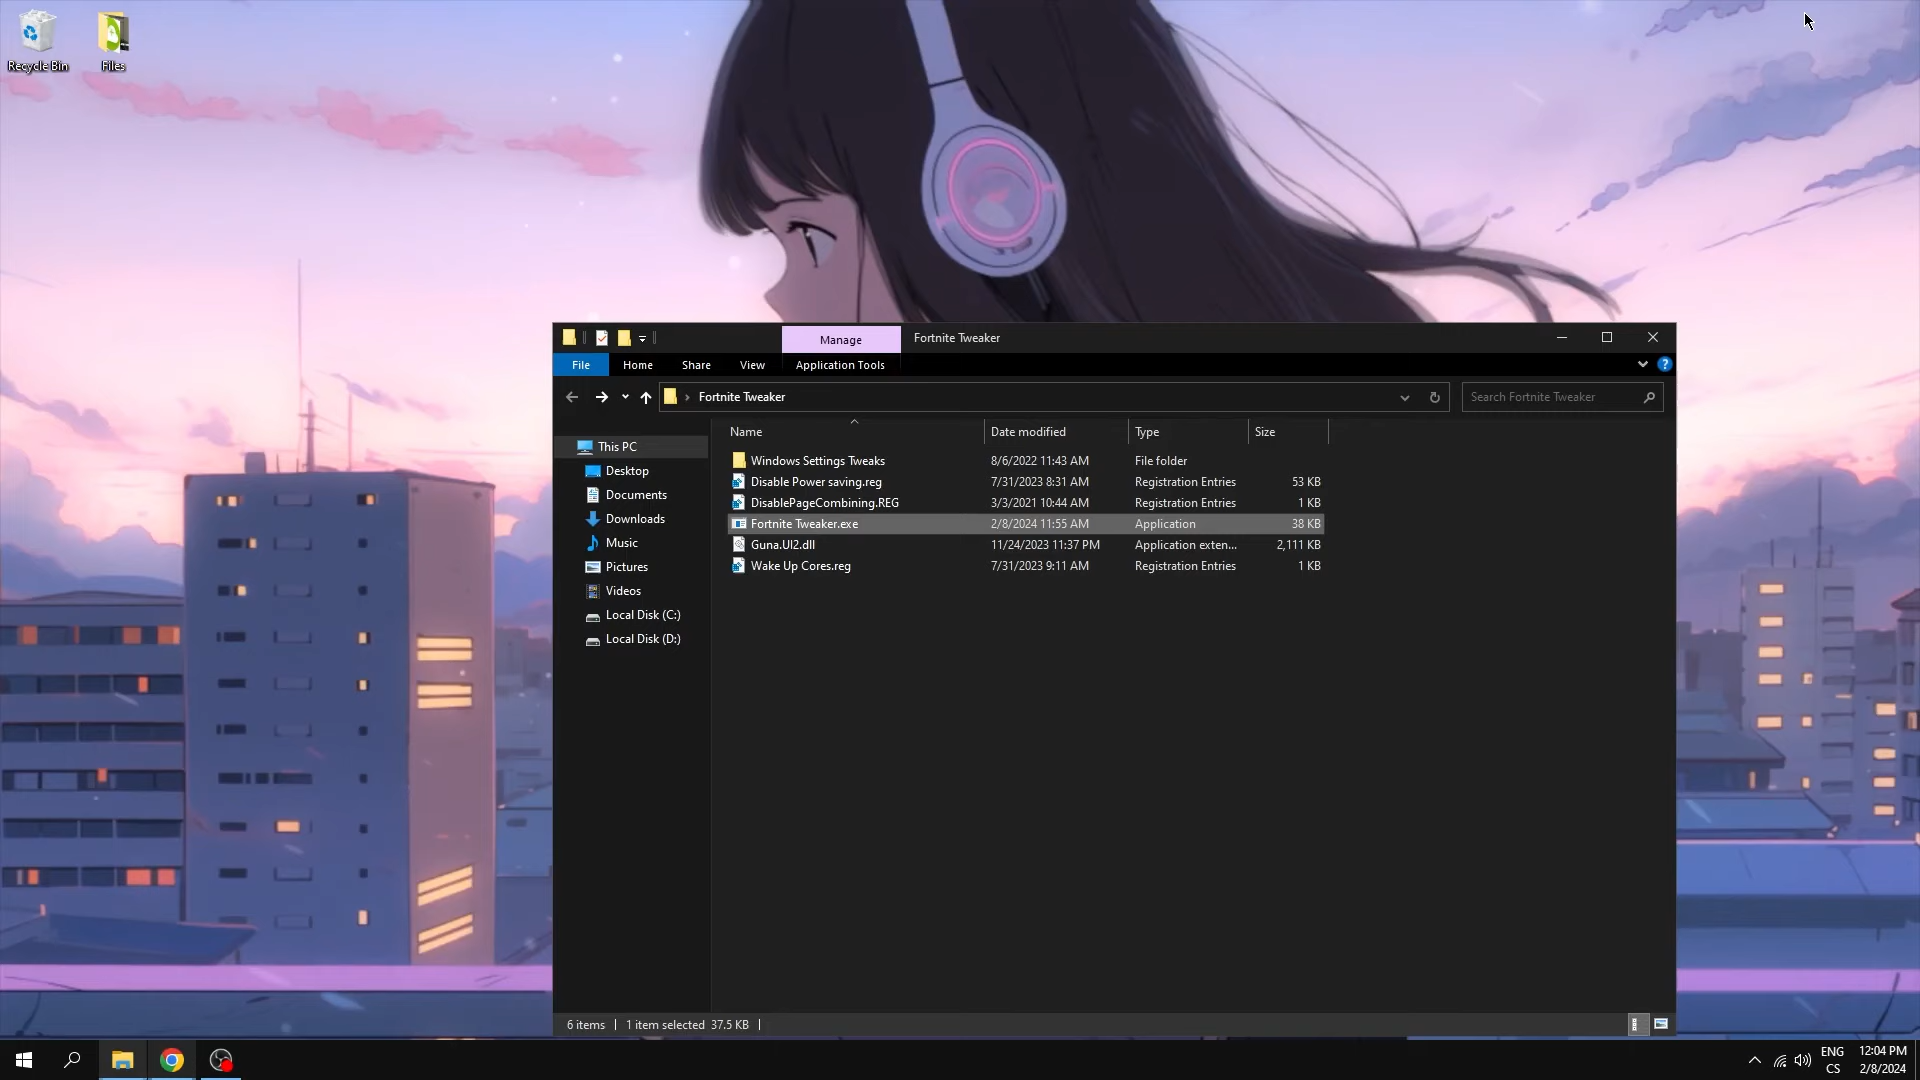 Recycle Bin
Files
Manage
Fortnite Tweaker
File
Home
Share
View
Application Tools
Fortnite Tweaker
Search Fortnite Tweaker
This PC
Desktop
Documents
Downloads
Music
Pictures
Videos
Local Disk (C:)
Local Disk (D:)
Name Date modified Type Size
Windows Settings Tweaks 8/6/2022 11:43 AM File folder
Disable Power saving.reg 7/31/2023 8:31 AM Registration Entries 53 KB
DisablePageCombining.REG 3/3/2021 10:44 AM Registration Entries 1 KB
Fortnite Tweaker.exe 2/8/2024 11:55 AM Application 38 KB
Guna.UI2.dll 11/24/2023 11:37 PM Application exten... 2,111 KB
Wake Up Cores.reg 7/31/2023 9:11 AM Registration Entries 1 KB
6 items 1 item selected 37.5 KB
ENG
CS
12:04 PM
2/8/2024